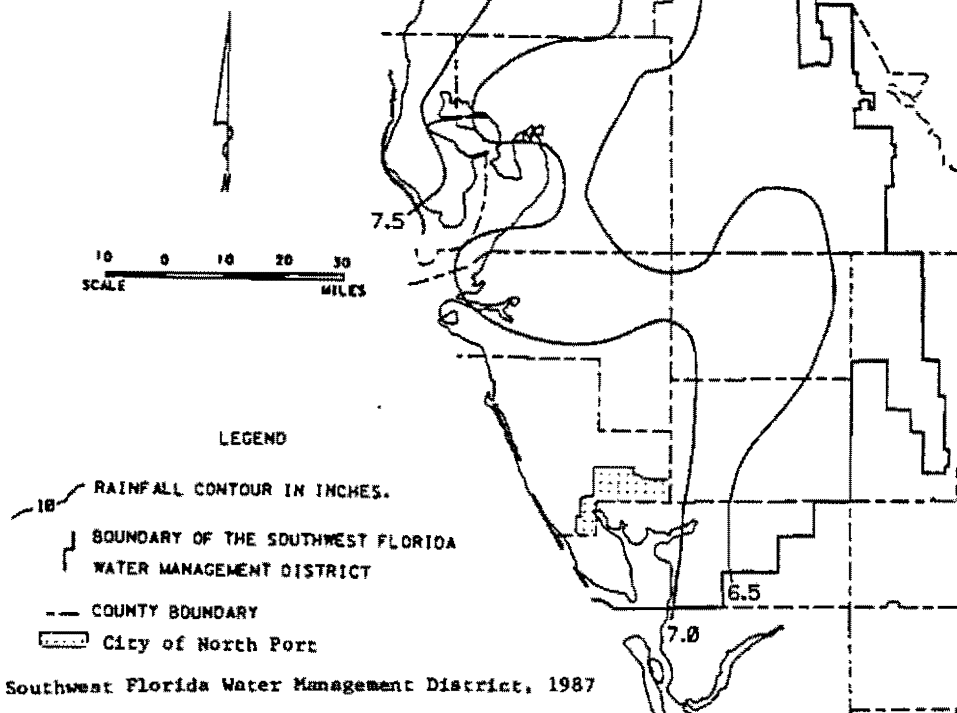 N
7.5
10 0 10 20 30
SCALE MILES
LEGEND
10 RAINFALL CONTOUR IN INCHES.
BOUNDARY OF THE SOUTHWEST FLORIDA
WATER MANAGEMENT DISTRICT
COUNTY BOUNDARY
City of North Port
6.5
7.0
Southwest Florida Water Management District, 1987